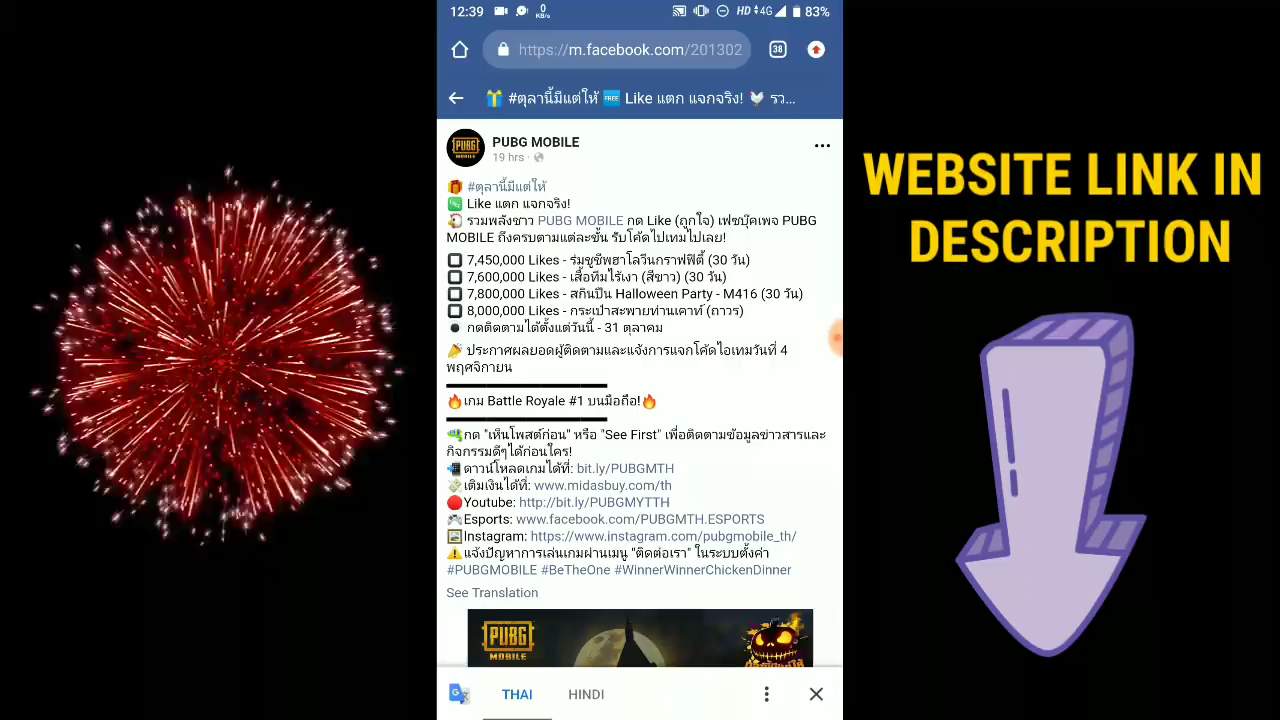 12:39
0
KB/s
HD 4G 83%
https://m.facebook.com/201302
38
#ตุลานี้มีแต่ให้ FREE Like แตก แจกจริง! 🐓 รว...
PUBG MOBILE
19 hrs ·
#ตุลานี้มีแต่ให้
Like แตก แจกจริง!
รวมพลังชาว PUBG MOBILE กด Like (ถูกใจ) เฟซบุ๊คเพจ PUBG
MOBILE ถึงครบตามแต่ละขั้น รับโค้ดไปเทมไปเลย!
7,450,000 Likes - ร่มชูชีพฮาโลวีนกราฟฟิตี้ (30 วัน)
7,600,000 Likes - เสื้อทีมไร้เงา (สีขาว) (30 วัน)
7,800,000 Likes - สกินปืน Halloween Party - M416 (30 วัน)
8,000,000 Likes - กระเป๋าสะพายท่านเคาท์ (ถาวร)
กดติดตามได้ตั้งแต่วันนี้ - 31 ตุลาคม
ประกาศผลยอดผู้ติดตามและแจ้งการแจกโค้ดไอเทมวันที่ 4
พฤศจิกายน
เกม Battle Royale #1 บนมือถือ!
กด "เห็นโพสต์ก่อน" หรือ "See First" เพื่อติดตามข้อมูลข่าวสารและ
กิจกรรมดีๆได้ก่อนใคร!
ดาวน์โหลดเกมได้ที่: bit.ly/PUBGMTH
เติมเงินได้ที่: www.midasbuy.com/th
Youtube: http://bit.ly/PUBGMYTTH
Esports: www.facebook.com/PUBGMTH.ESPORTS
Instagram: https://www.instagram.com/pubgmobile_th/
แจ้งปัญหาการเล่นเกมผ่านเมนู "ติดต่อเรา" ในระบบตั้งค่า
#PUBGMOBILE #BeTheOne #WinnerWinnerChickenDinner
See Translation
PUBG
MOBILE
THAI HINDI
WEBSITE LINK IN
DESCRIPTION